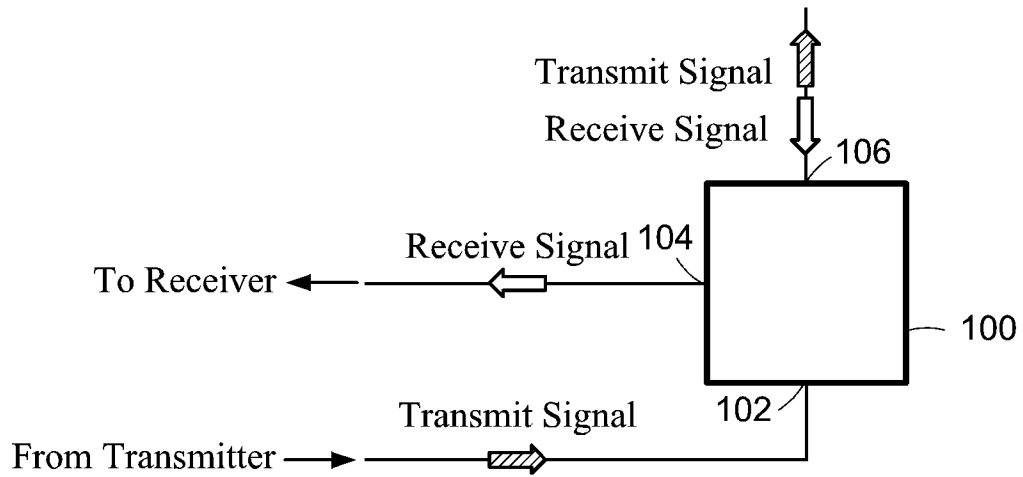 Transmit Signal
Receive Signal
106
Receive Signal
104
To Receiver
100
102
Transmit Signal
From Transmitter